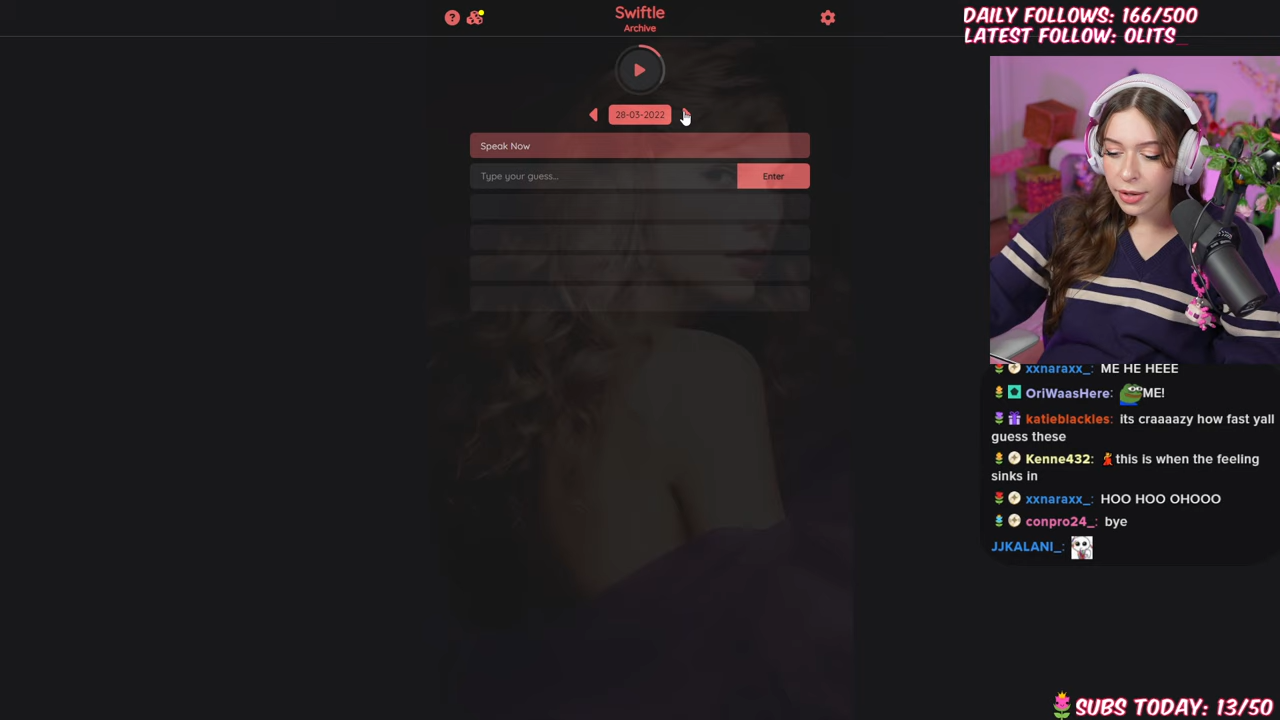 Swiftle
Archive
28-03-2022
Speak Now
Type your guess...
Enter
DAILY FOLLOWS: 166/500
LATEST FOLLOW: 0LITS_
xxnaraxx_: ME HE HEEE
OriWaasHere: ME!
katieblackles: its craaaazy how fast yall
guess these
Kenne432: 💃this is when the feeling
sinks in
xxnaraxx_: HOO HOO OHOOO
conpro24_: bye
JJKALANI_:
SUBS TODAY: 13/50